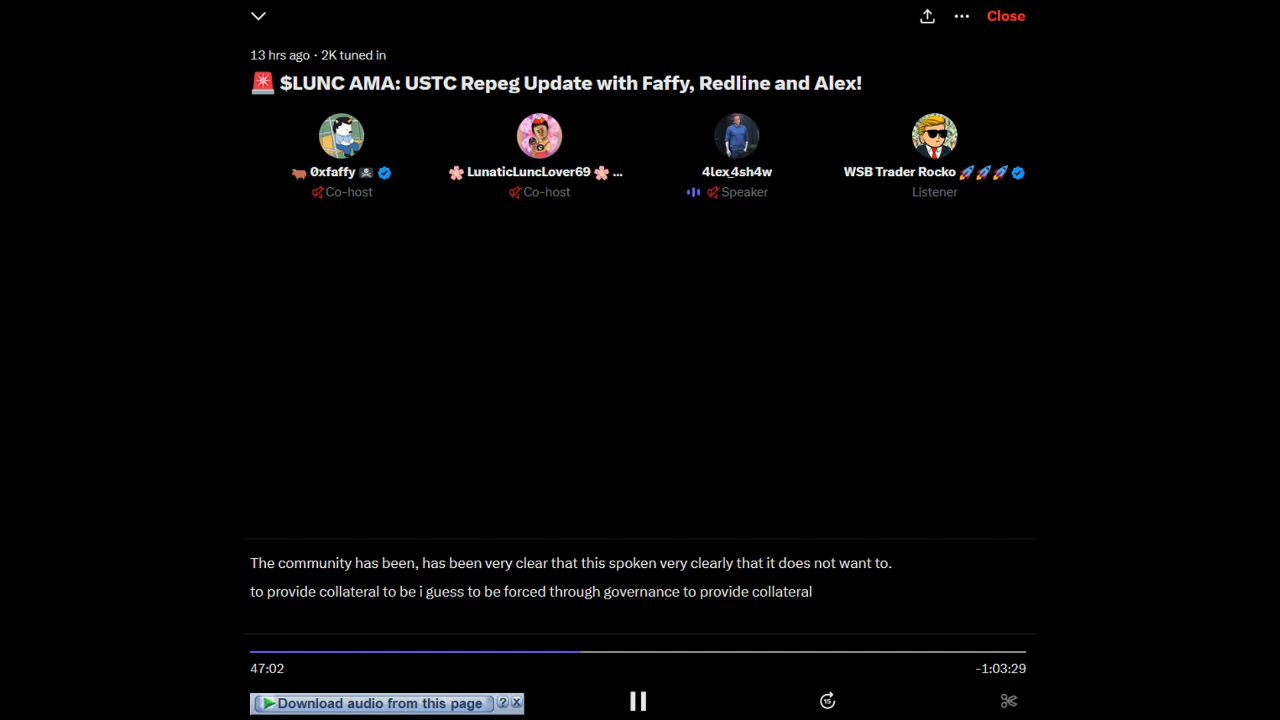 Close
13 hrs ago · 2K tuned in
🚨 $LUNC AMA: USTC Repeg Update with Faffy, Redline and Alex!
🐂 0xfaffy 🏴‍☠️
Co-host
🌸 LunaticLuncLover69 🌸 ...
Co-host
4lex_4sh4w
Speaker
WSB Trader Rocko 🚀🚀🚀
Listener
The community has been, has been very clear that this spoken very clearly that it does not want to.
to provide collateral to be i guess to be forced through governance to provide collateral
47:02
-1:03:29
Download audio from this page
? X
15